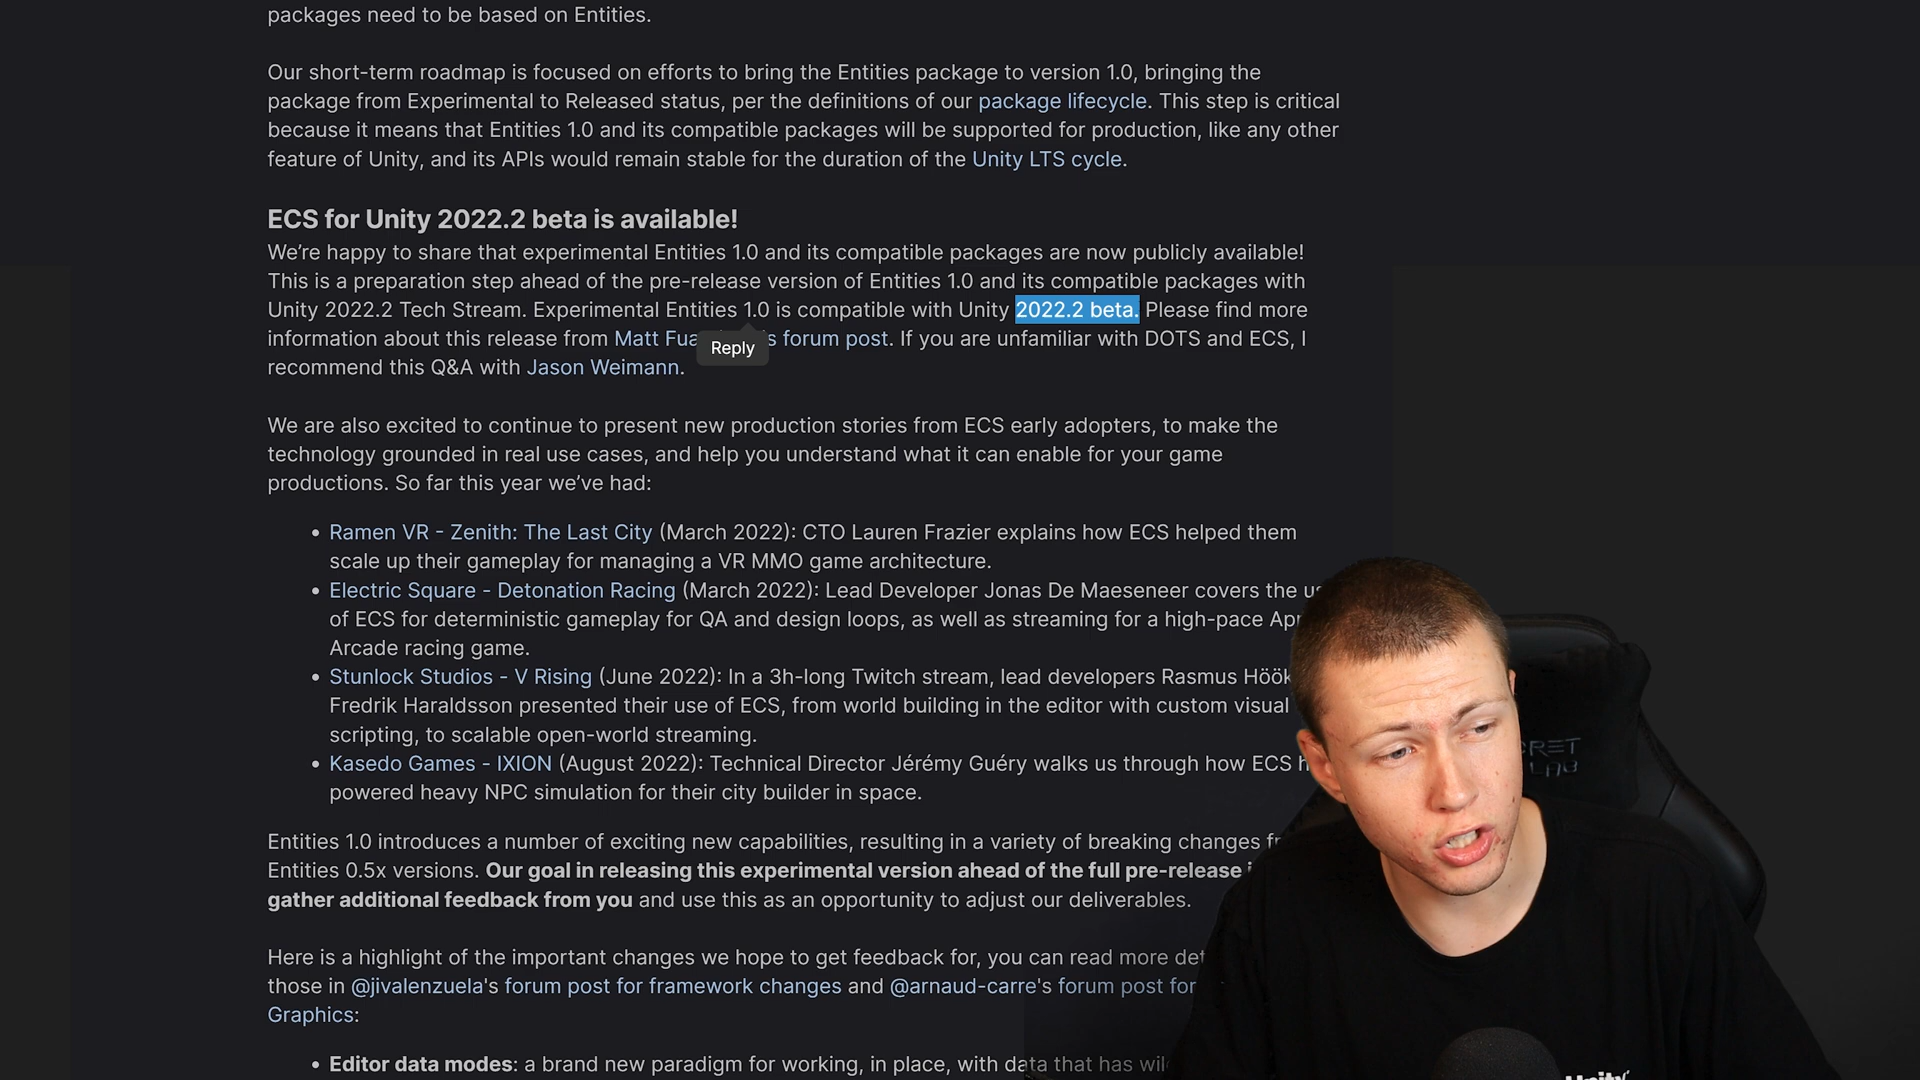 packages need to be based on Entities.
Our short-term roadmap is focused on efforts to bring the Entities package to version 1.0, bringing the
package from Experimental to Released status, per the definitions of our package lifecycle. This step is critical
because it means that Entities 1.0 and its compatible packages will be supported for production, like any other
feature of Unity, and its APIs would remain stable for the duration of the Unity LTS cycle.
ECS for Unity 2022.2 beta is available!
We’re happy to share that experimental Entities 1.0 and its compatible packages are now publicly available!
This is a preparation step ahead of the pre-release version of Entities 1.0 and its compatible packages with
Unity 2022.2 Tech Stream. Experimental Entities 1.0 is compatible with Unity 2022.2 beta. Please find more
information about this release from Matt s forum post. If you are unfamiliar with DOTS and ECS, I
Reply
recommend this Q&A with Jason Weimann.
We are also excited to continue to present new production stories from ECS early adopters, to make the
technology grounded in real use cases, and help you understand what it can enable for your game
productions. So far this year we’ve had:
• Ramen VR - Zenith: The Last City (March 2022): CTO Lauren Frazier explains how ECS helped them
scale up their gameplay for managing a VR MMO game architecture.
• Electric Square - Detonation Racing (March 2022): Lead Developer Jonas De Maeseneer covers the
of ECS for deterministic gameplay for QA and design loops, as well as streaming for a high-pace
Arcade racing game.
• Stunlock Studios - V Rising (June 2022): In a 3h-long Twitch stream, lead developers Rasmus
Fredrik Haraldsson presented their use of ECS, from world building in the editor with custom visual
scripting, to scalable open-world streaming.
• Kasedo Games - IXION (August 2022): Technical Director Jérémy Guéry walks us through how ECS
powered heavy NPC simulation for their city builder in space.
Entities 1.0 introduces a number of exciting new capabilities, resulting in a variety of breaking changes
Entities 0.5x versions. Our goal in releasing this experimental version ahead of the full pre-release
gather additional feedback from you and use this as an opportunity to adjust our deliverables.
Here is a highlight of the important changes we hope to get feedback for, you can read more
those in @jivalenzuela's forum post for framework changes and @arnaud-carre's forum post for
Graphics:
• Editor data modes: a brand new paradigm for working, in place, with data that has